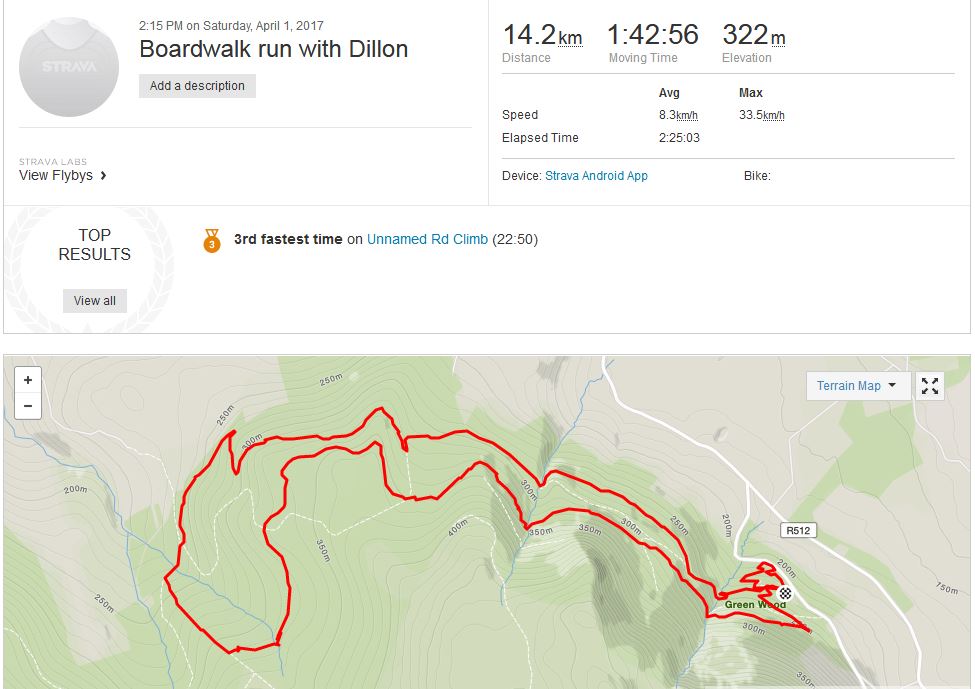 STRAVA
2:15 PM on Saturday, April 1, 2017
Boardwalk run with Dillon
Add a description
STRAVA LABS
View Flybys
14.2km
Distance
1:42:56
Moving Time
322m
Elevation
Avg Max
Speed 8.3km/h 33.5km/h
Elapsed Time 2:25:03
Device: Strava Android App
Bike:
TOP
RESULTS
View all
3
3rd fastest time on Unnamed Rd Climb (22:50)
+
−
Terrain Map
250m
250m
300m
200m
300m
400m
350m
350m
350m
300m
250m
200m
R512
200m
150m
250m
Green Wood
300m
350m